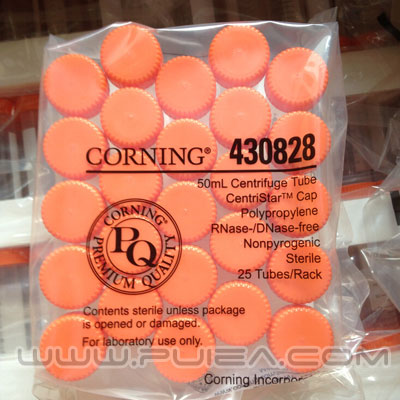 CORNING® 430828
50mL Centrifuge Tube
CentriStar™ Cap
Polypropylene
RNase-/DNase-free
Nonpyrogenic
Sterile
25 Tubes/Rack
CORNING
PQ
PREMIUM QUALITY
Contents sterile unless package
is opened or damaged.
For laboratory use only.
WWW.PUIEA.COM
Corning Incorpor